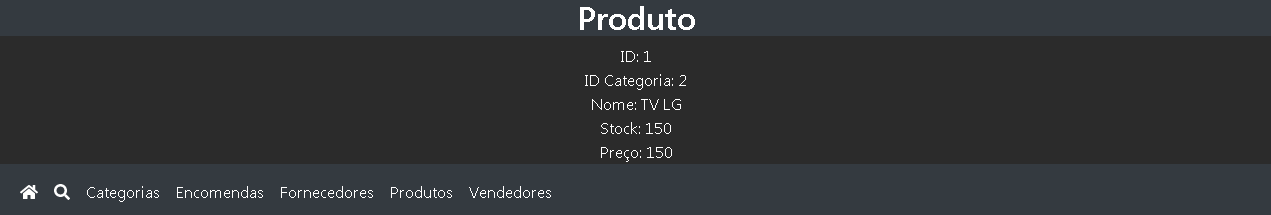 Produto
ID: 1
ID Categoria: 2
Nome: TV LG
Stock: 150
Preço: 150
Categorias Encomendas Fornecedores Produtos Vendedores